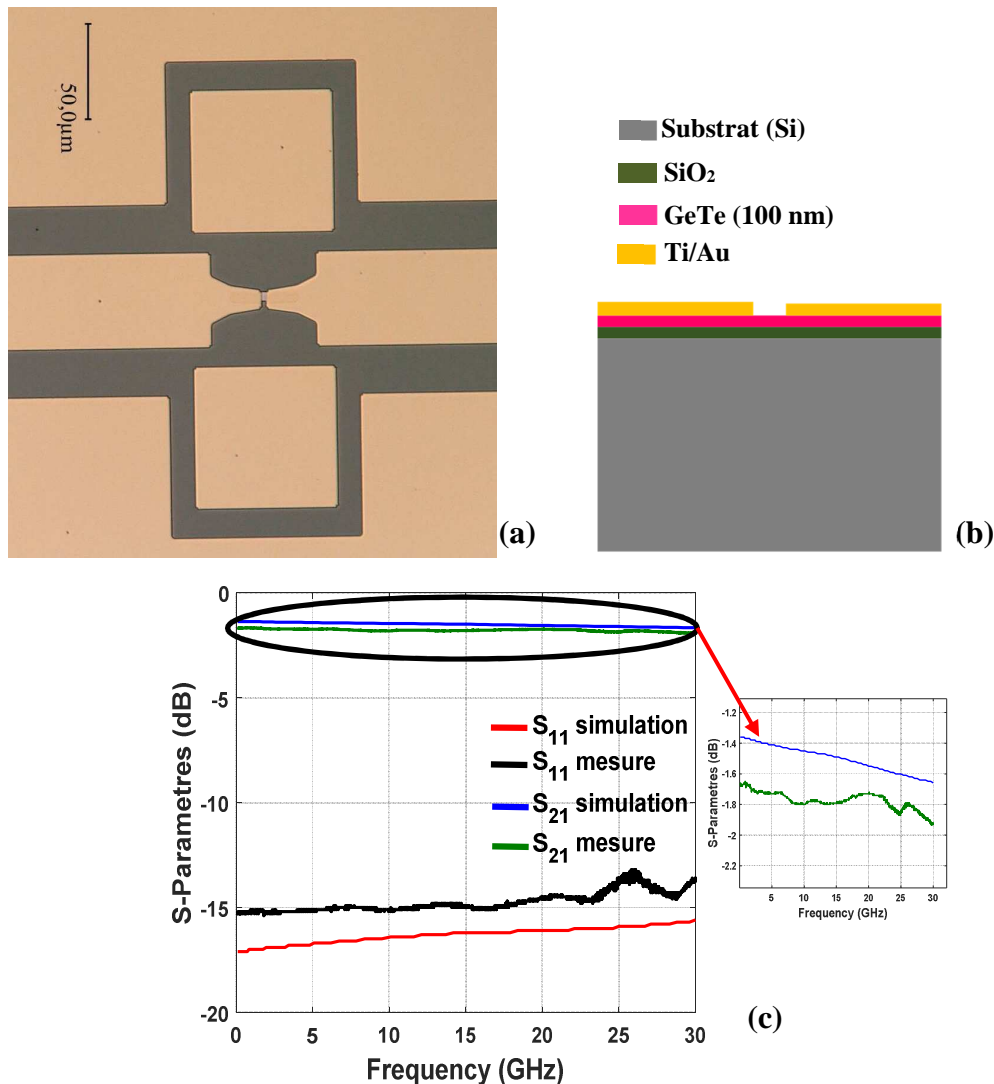 50,0µm
(a)
Substrat (Si)
SiO₂
GeTe (100 nm)
Ti/Au
(b)
0
-5
-10
-15
-20
S-Parametres (dB)
S₁₁ simulation
S₁₁ mesure
S₂₁ simulation
S₂₁ mesure
0 5 10 15 20 25 30
Frequency (GHz)
-1.2
-1.4
-1.6
-1.8
-2
-2.2
S-Parametres (dB)
5 10 15 20 25 30
Frequency (GHz)
(c)